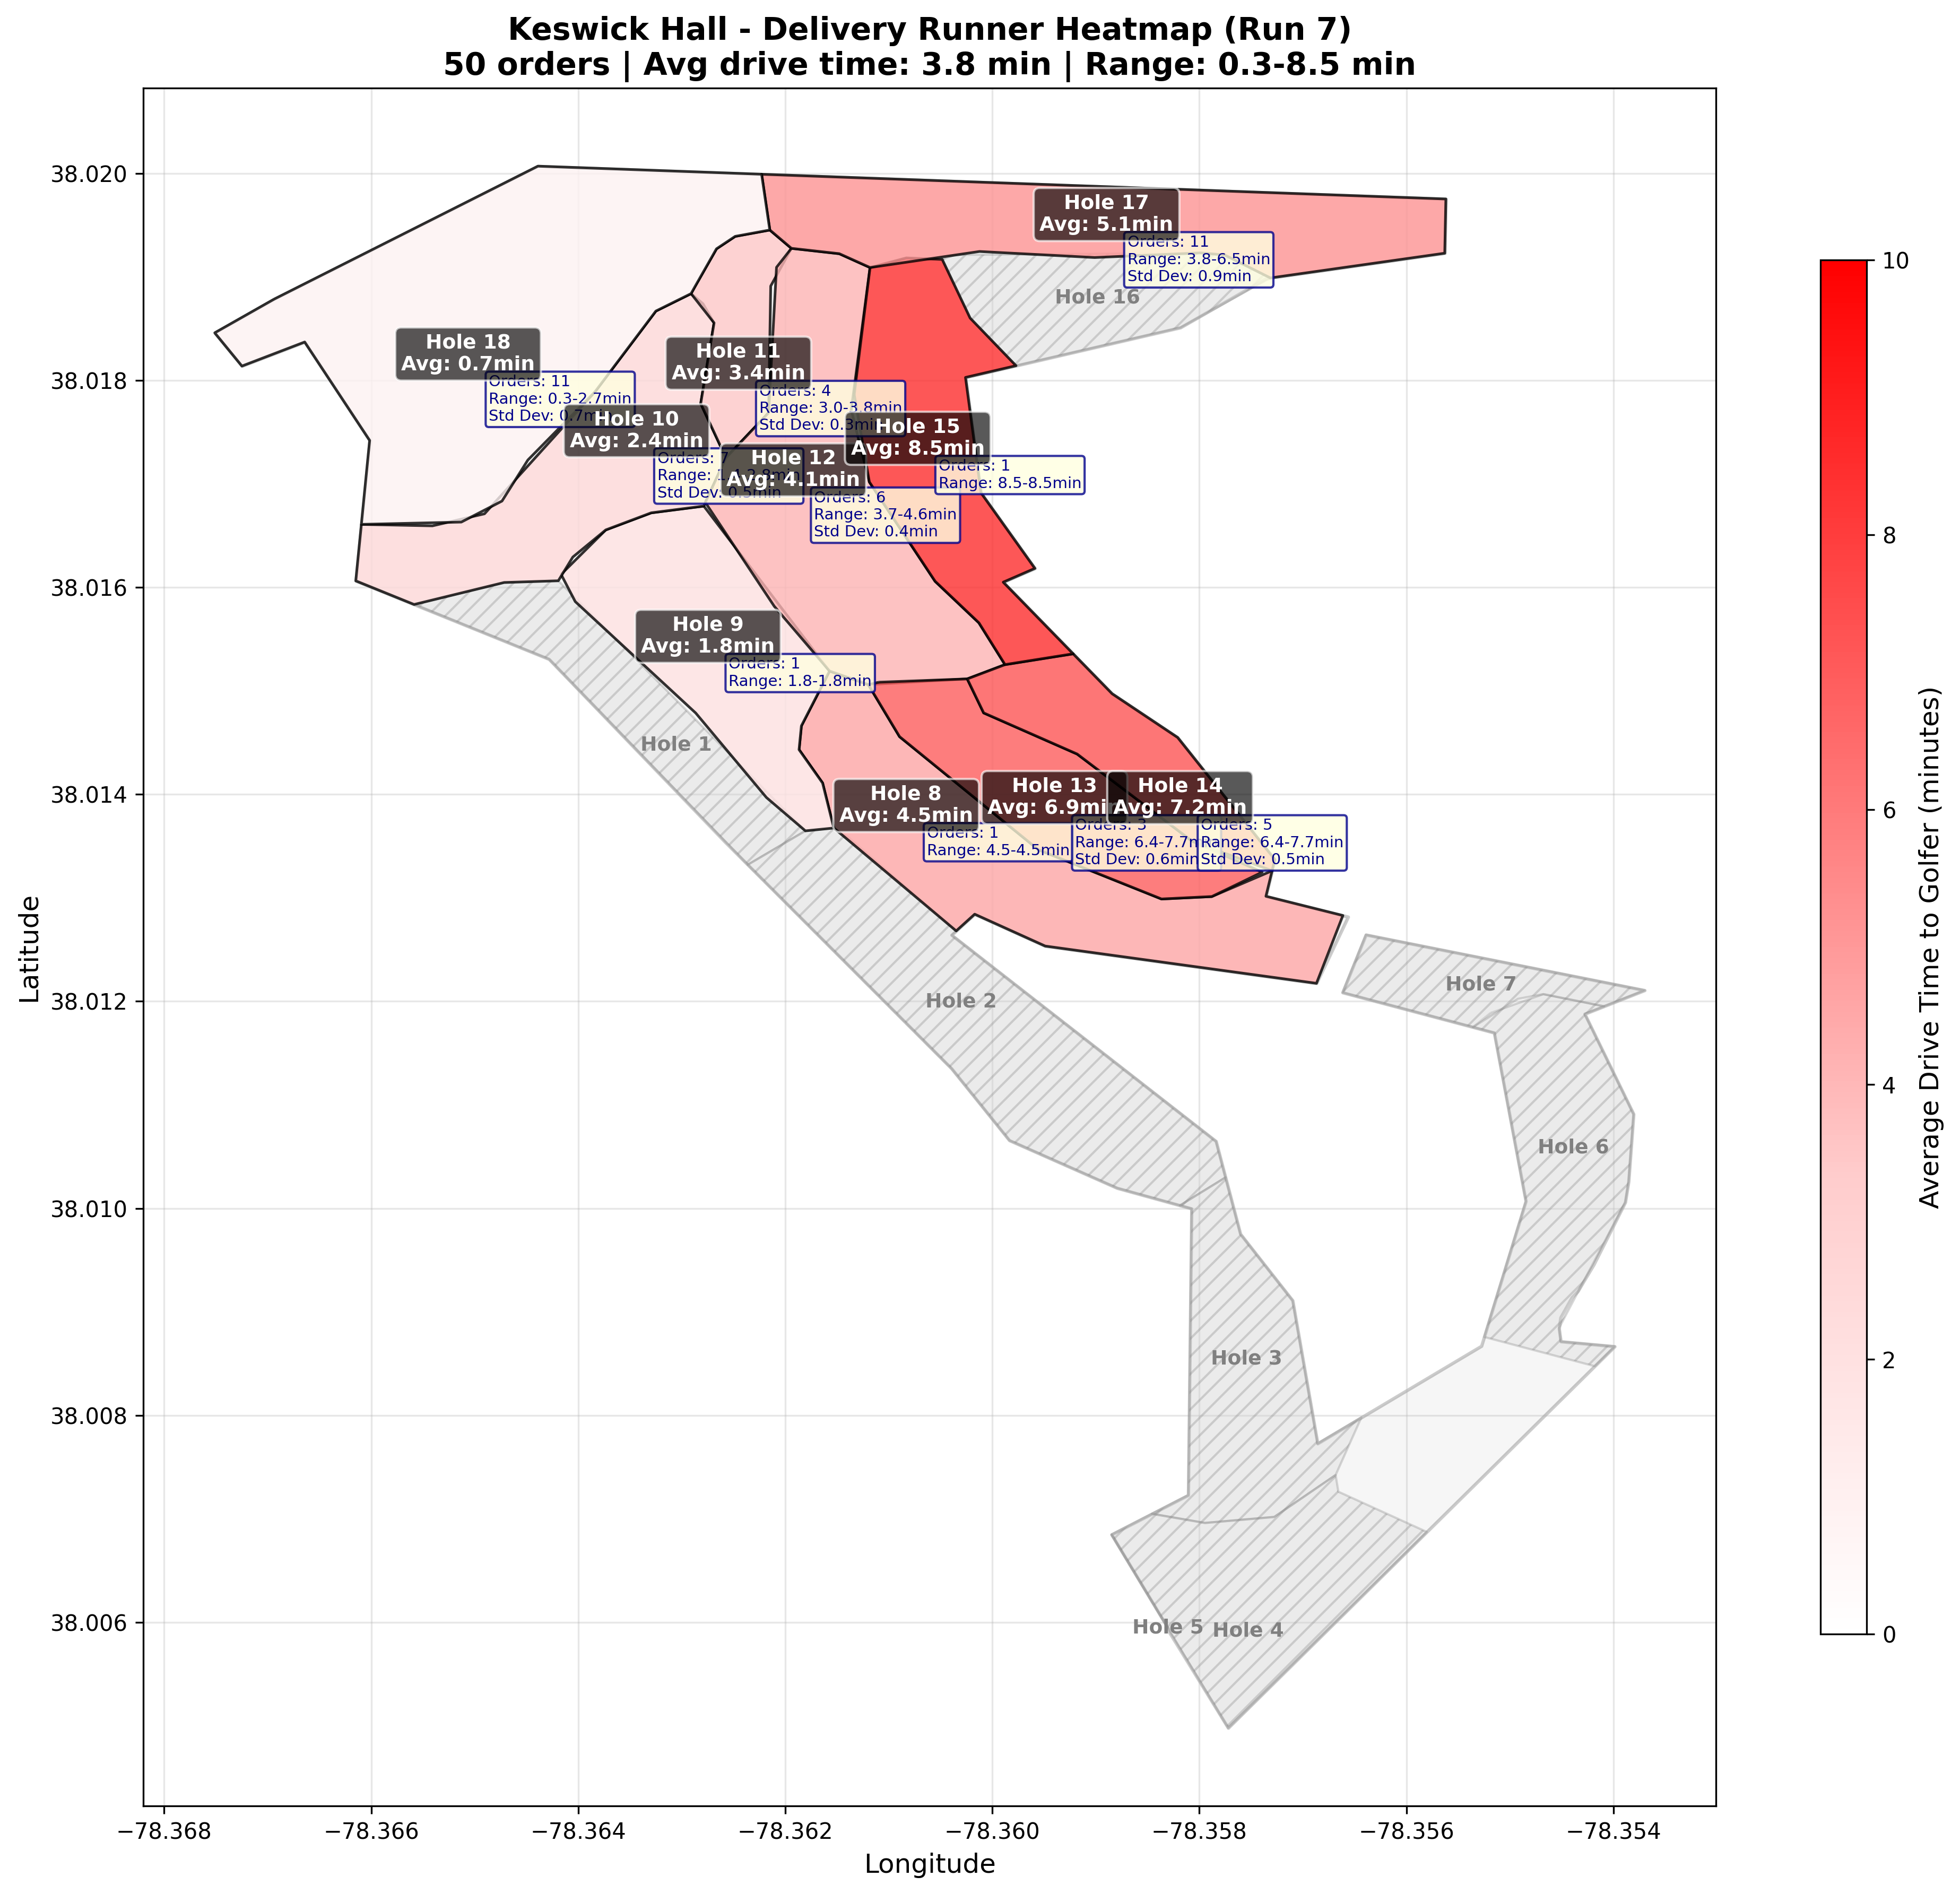 Keswick Hall - Delivery Runner Heatmap (Run 7)
50 orders | Avg drive time: 3.8 min | Range: 0.3-8.5 min
Hole 17
Avg: 5.1min
Orders: 11
Range: 3.8-6.5min
Std Dev: 0.9min
Hole 16
Hole 18
Avg: 0.7min
Orders: 11
Range: 0.3-2.7min
Std Dev: 0.7min
Hole 11
Avg: 3.4min
Orders: 4
Range: 3.0-3.8min
Std Dev: 0.3min
Hole 10
Avg: 2.4min
Orders: 7
Range:
Std Dev: 0.5min
Hole 15
Avg: 8.5min
Orders: 1
Range: 8.5-8.5min
Hole 12
Avg: 4.1min
Orders: 6
Range: 3.7-4.6min
Std Dev: 0.4min
Hole 9
Avg: 1.8min
Orders: 1
Range: 1.8-1.8min
Hole 1
Hole 8
Avg: 4.5min
Orders: 1
Range: 4.5-4.5min
Hole 13
Avg: 6.9min
Orders: 3
Range: 6.4-7.7
Std Dev: 0.6min
Hole 14
Avg: 7.2min
Orders: 5
Range: 6.4-7.7min
Std Dev: 0.5min
Hole 2
Hole 7
Hole 6
Hole 3
Hole 5
Hole 4
38.020
38.018
38.016
38.014
38.012
38.010
38.008
38.006
Latitude
−78.368
−78.366
−78.364
−78.362
−78.360
−78.358
−78.356
−78.354
Longitude
10
8
6
4
2
0
Average Drive Time to Golfer (minutes)